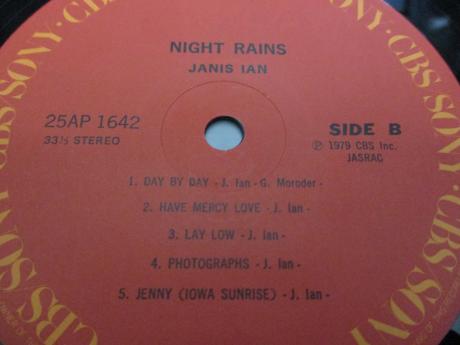 NIGHT RAINS
JANIS IAN
25AP 1642
33⅓ STEREO
SIDE B
Ⓟ 1979 CBS Inc.
JASRAC
1. DAY BY DAY - J. Ian - G. Moroder -
2. HAVE MERCY LOVE - J. Ian -
3. LAY LOW - J. Ian -
4. PHOTOGRAPHS - J. Ian -
5. JENNY (IOWA SUNRISE) - J. Ian -
CBS/SONY CBS/SONY CBS/SONY CBS/SONY